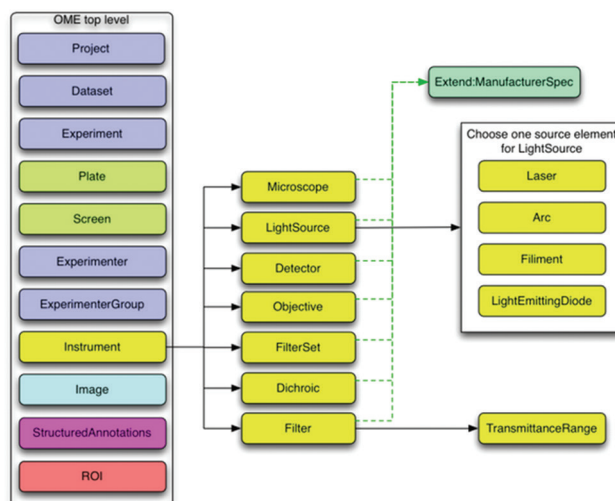 OME top level
Project
Dataset
Experiment
Plate
Screen
Experimenter
ExperimenterGroup
Instrument
Image
StructuredAnnotations
ROI
Microscope
LightSource
Detector
Objective
FilterSet
Dichroic
Filter
Extend:ManufacturerSpec
Choose one source element
for LightSource
Laser
Arc
Filiment
LightEmittingDiode
TransmittanceRange